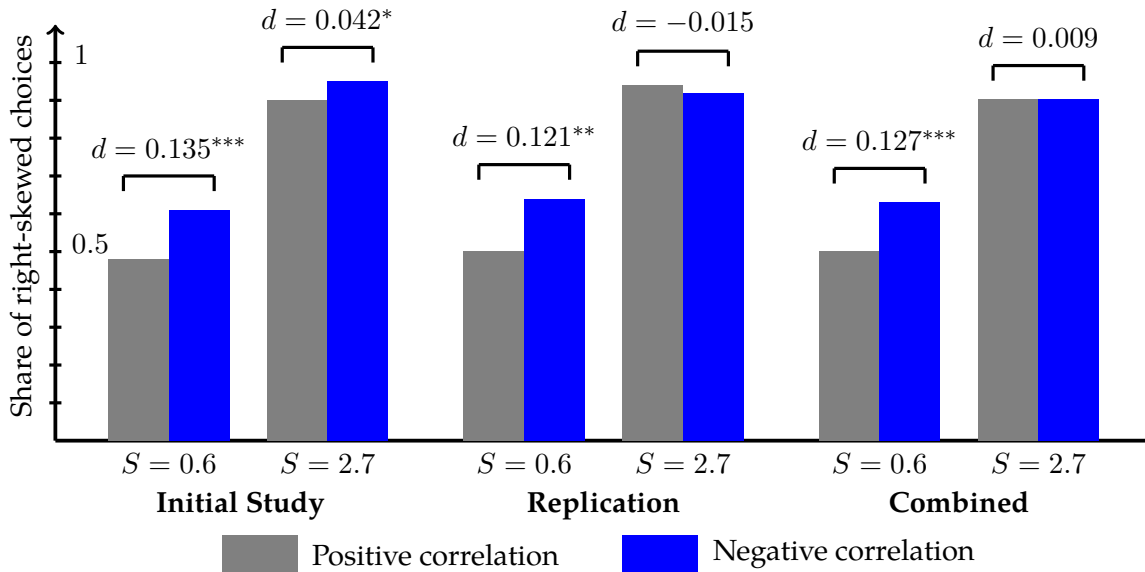 Share of right-skewed choices
1
0.5
d = 0.135***
d = 0.042*
d = 0.121**
d = −0.015
d = 0.127***
d = 0.009
S = 0.6
S = 2.7
S = 0.6
S = 2.7
S = 0.6
S = 2.7
Initial Study
Replication
Combined
Positive correlation
Negative correlation